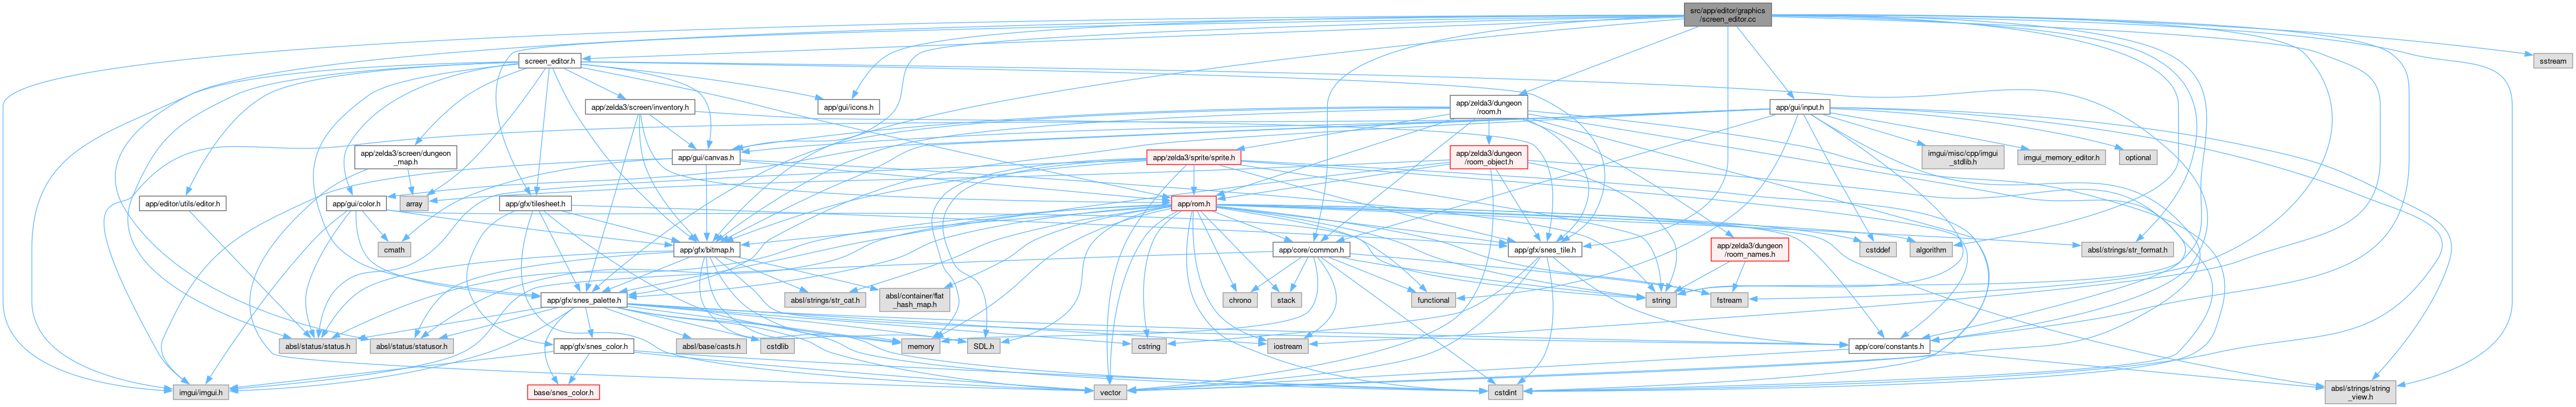 src/app/editor/graphics
/screen_editor.cc
sstream
screen_editor.h
app/zelda3/screen/inventory.h
app/gui/icons.h
app/zelda3/dungeon
/room.h
app/gui/input.h
app/zelda3/screen/dungeon
_map.h
app/gui/canvas.h
app/zelda3/sprite/sprite.h
app/zelda3/dungeon
/room_object.h
imgui/misc/cpp/imgui
_stdlib.h
imgui_memory_editor.h
optional
app/editor/utils/editor.h
app/gui/color.h
array
app/gfx/tilesheet.h
app/rom.h
cmath
app/gfx/bitmap.h
app/core/common.h
app/gfx/snes_tile.h
app/zelda3/dungeon
/room_names.h
cstddef
algorithm
absl/strings/str_format.h
app/gfx/snes_palette.h
absl/strings/str_cat.h
absl/container/flat
_hash_map.h
chrono
stack
functional
string
fstream
absl/status/status.h
absl/status/statusor.h
app/gfx/snes_color.h
absl/base/casts.h
cstdlib
memory
SDL.h
cstring
iostream
app/core/constants.h
imgui/imgui.h
base/snes_color.h
vector
cstdint
absl/strings/string
_view.h